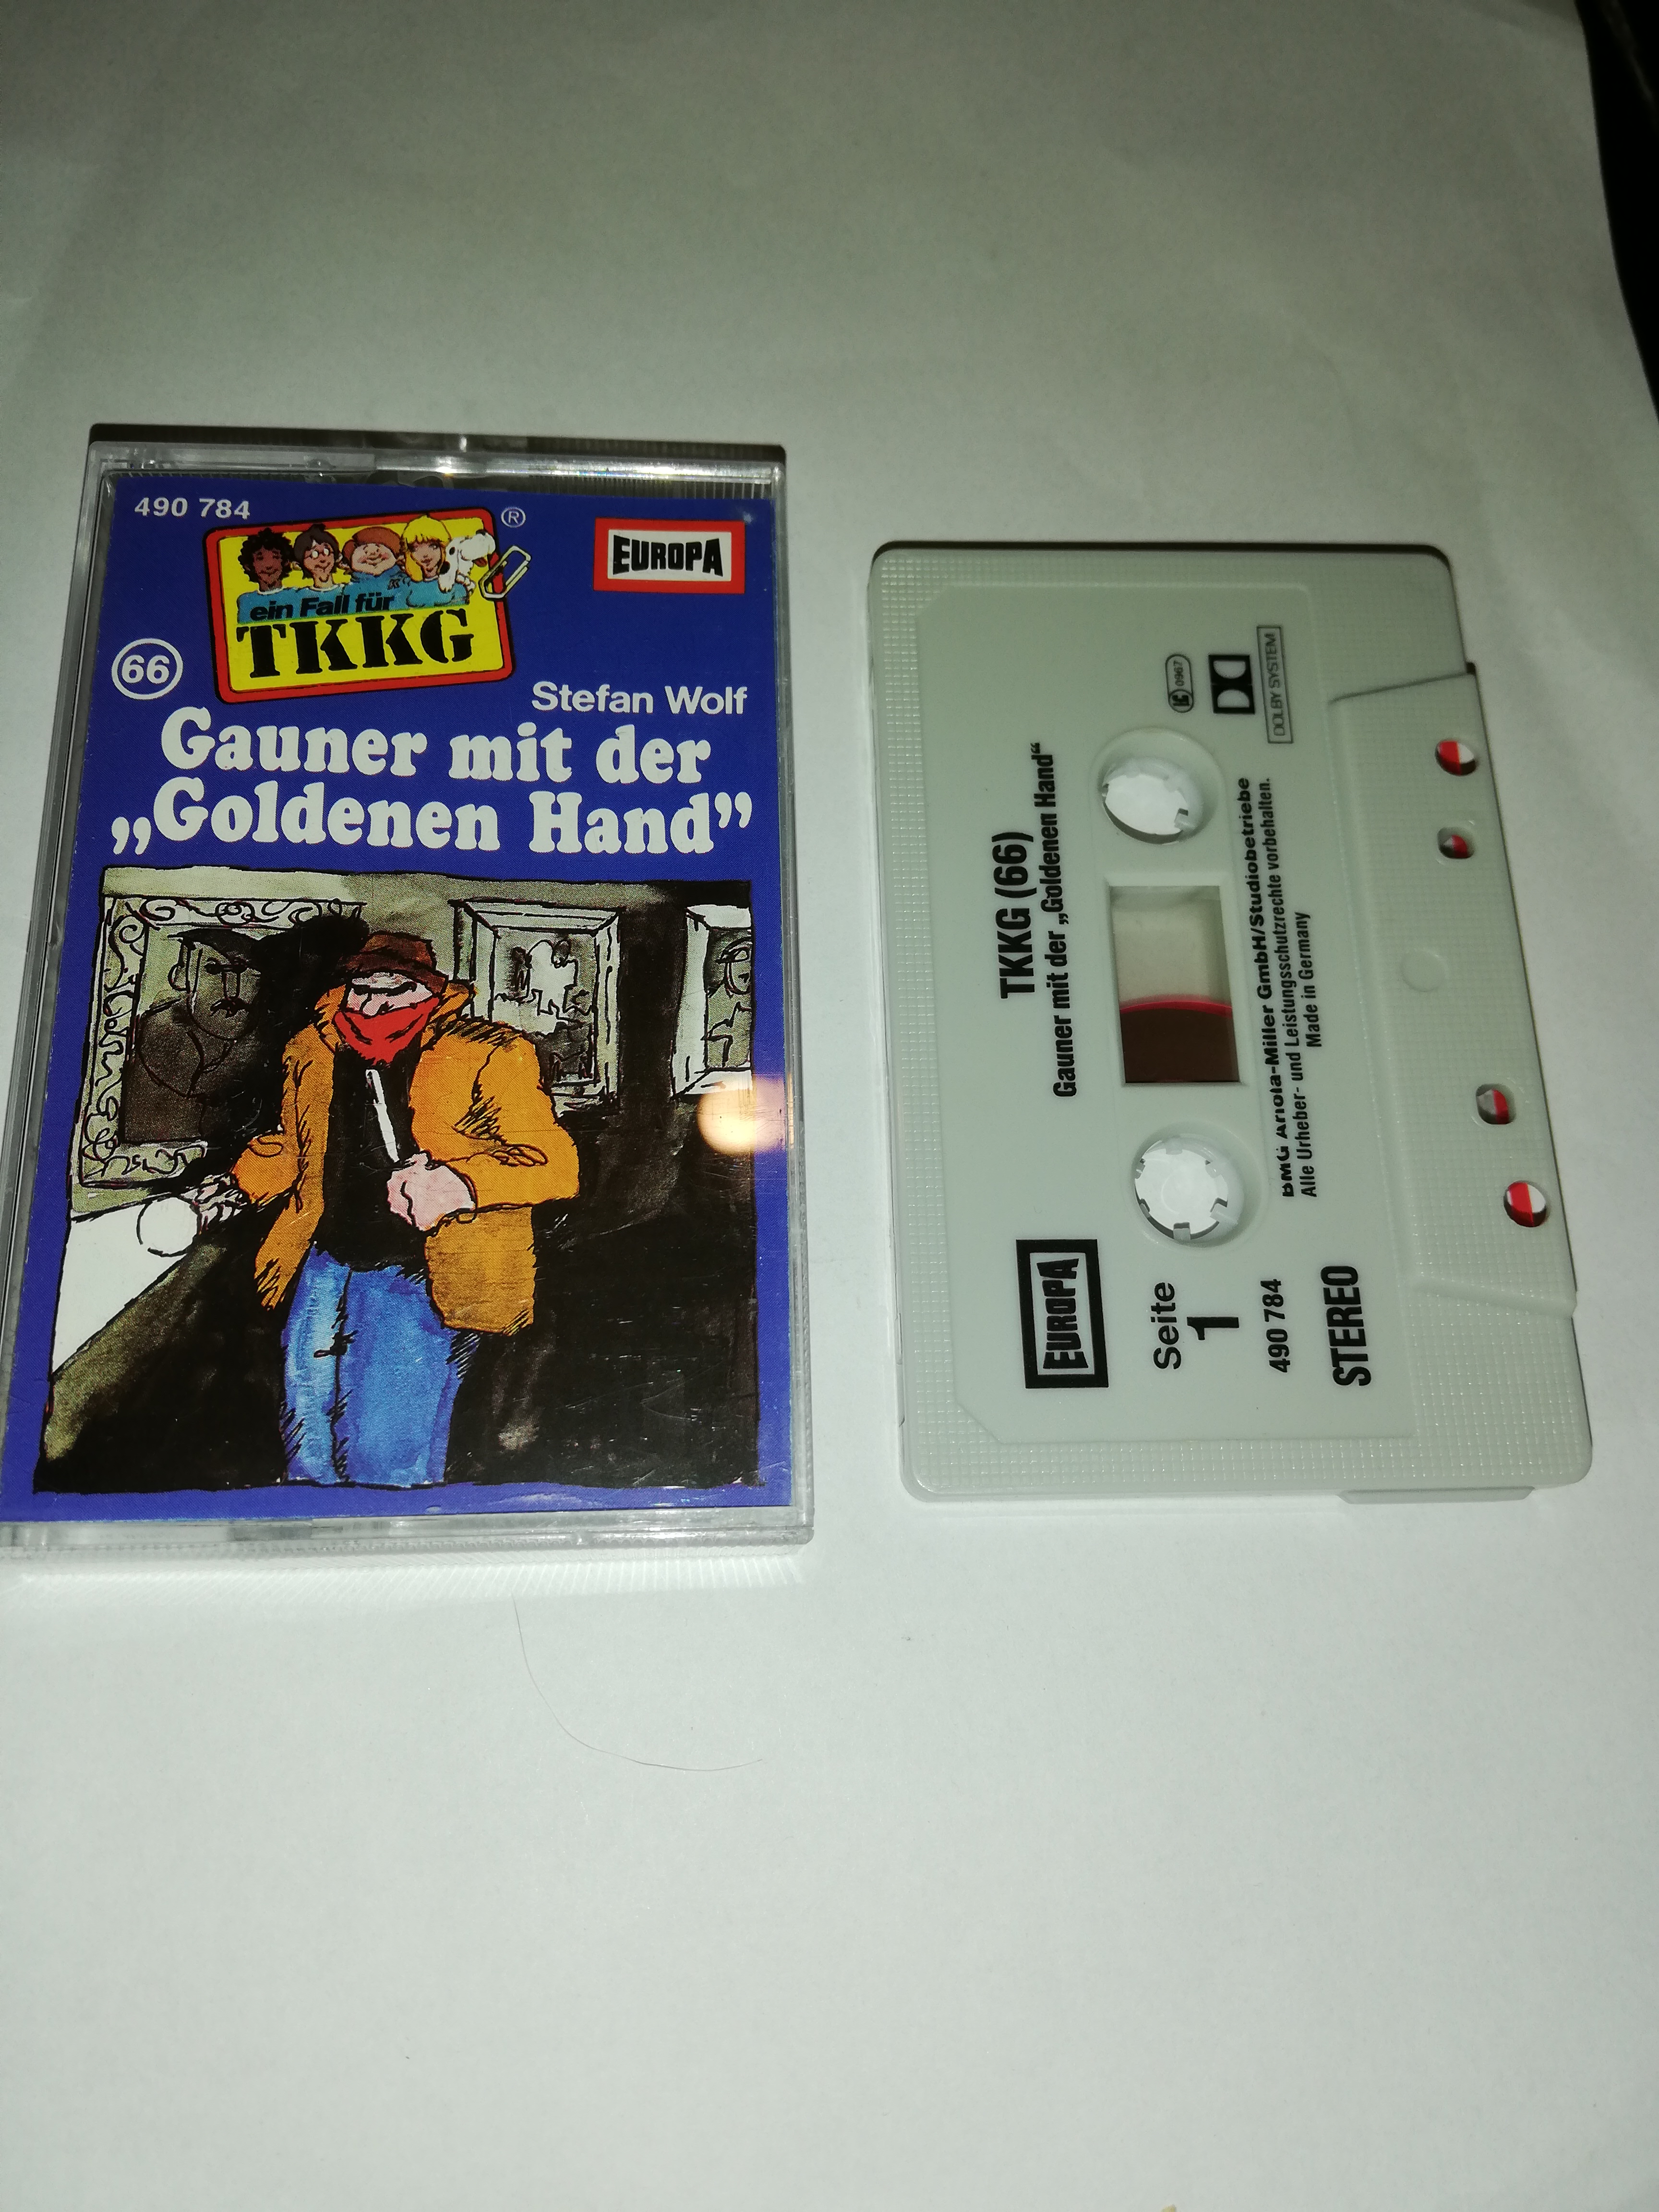 490 784
®
EUROPA
ein Fall für
TKKG
66
Stefan Wolf
Gauner mit der
„Goldenen Hand”
TKKG (66)
Gauner mit der „Goldenen Hand“
EUROPA
Seite
1
490 784
STEREO
LC 0967
DOLBY SYSTEM
BMG Ariola-Miller GmbH/Studiobetriebe
Alle Urheber- und Leistungsschutzrechte vorbehalten.
Made in Germany